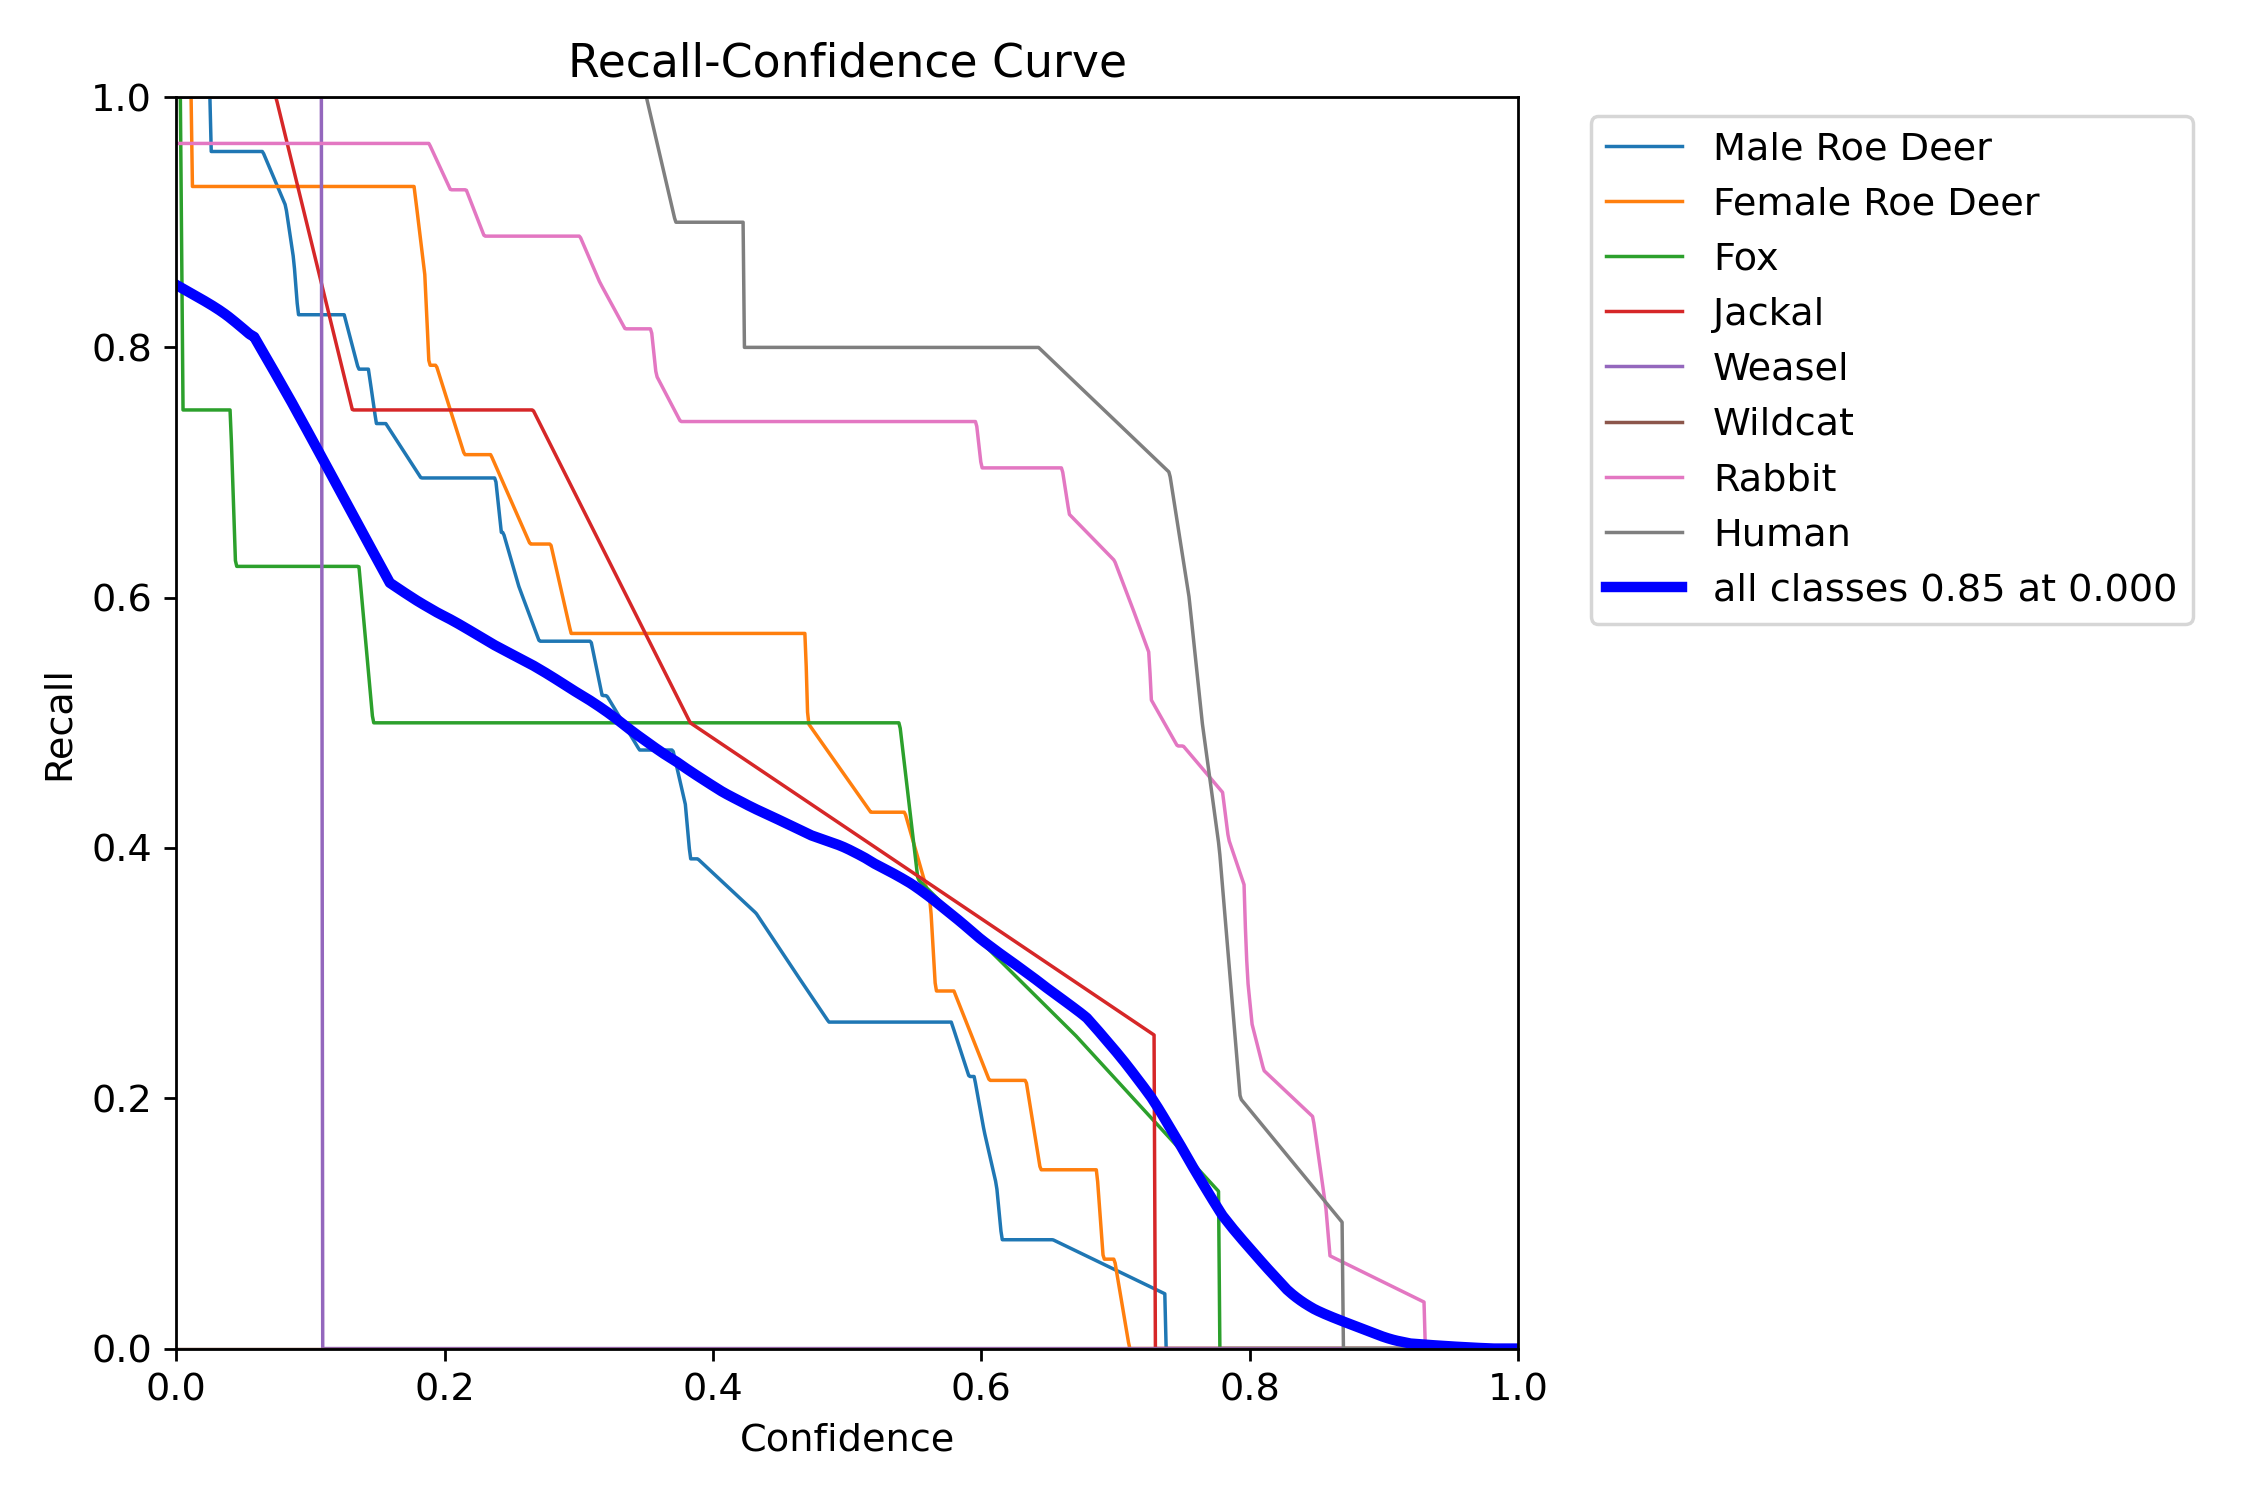 Recall-Confidence Curve
1.0
0.8
0.6
0.4
0.2
0.0
Recall
0.0 0.2 0.4 0.6 0.8 1.0
Confidence
Male Roe Deer
Female Roe Deer
Fox
Jackal
Weasel
Wildcat
Rabbit
Human
all classes 0.85 at 0.000